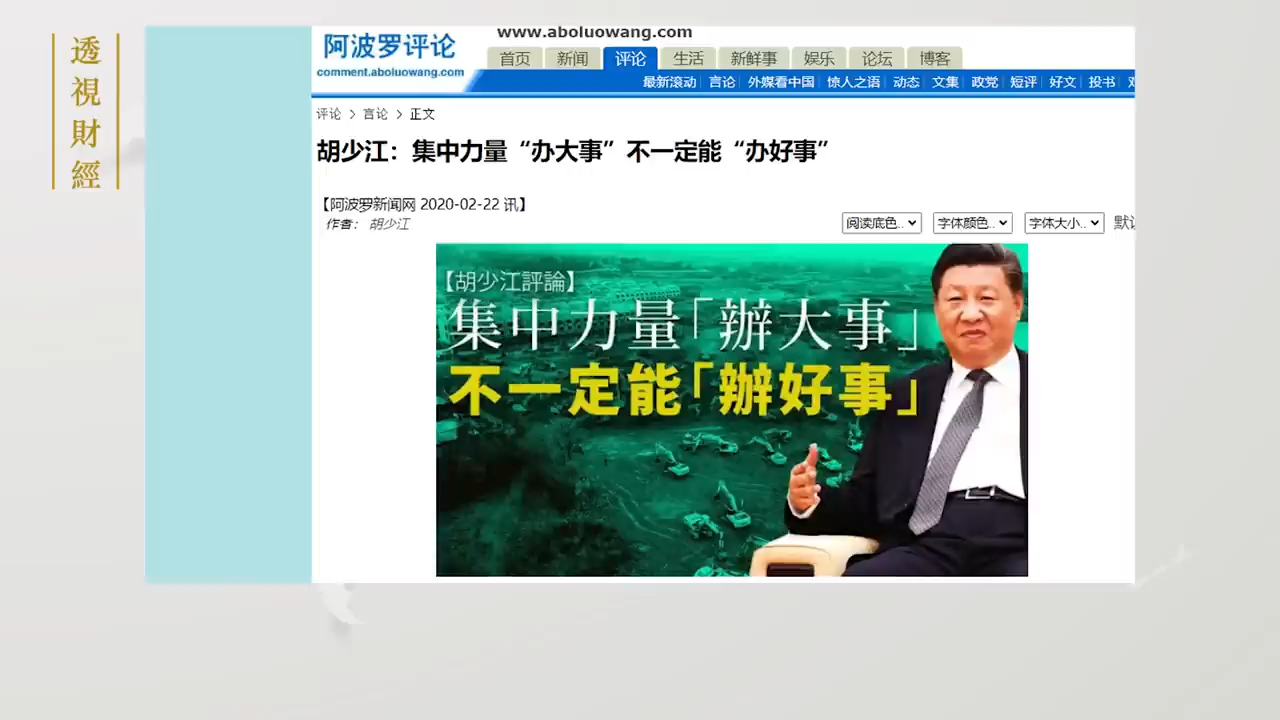 透視財經
www.aboluowang.com
阿波罗评论
comment.aboluowang.com
首页 新闻 评论 生活 新鲜事 娱乐 论坛 博客
最新滚动 言论 外媒看中国 惊人之语 动态 文集 政党 短评 好文 投书
评论 > 言论 > 正文
胡少江：集中力量“办大事”不一定能“办好事”
【阿波罗新闻网 2020-02-22 讯】
作者： 胡少江
阅读底色.. 字体颜色.. 字体大小.. 默认
【胡少江評論】
集中力量「辦大事」
不一定能「辦好事」